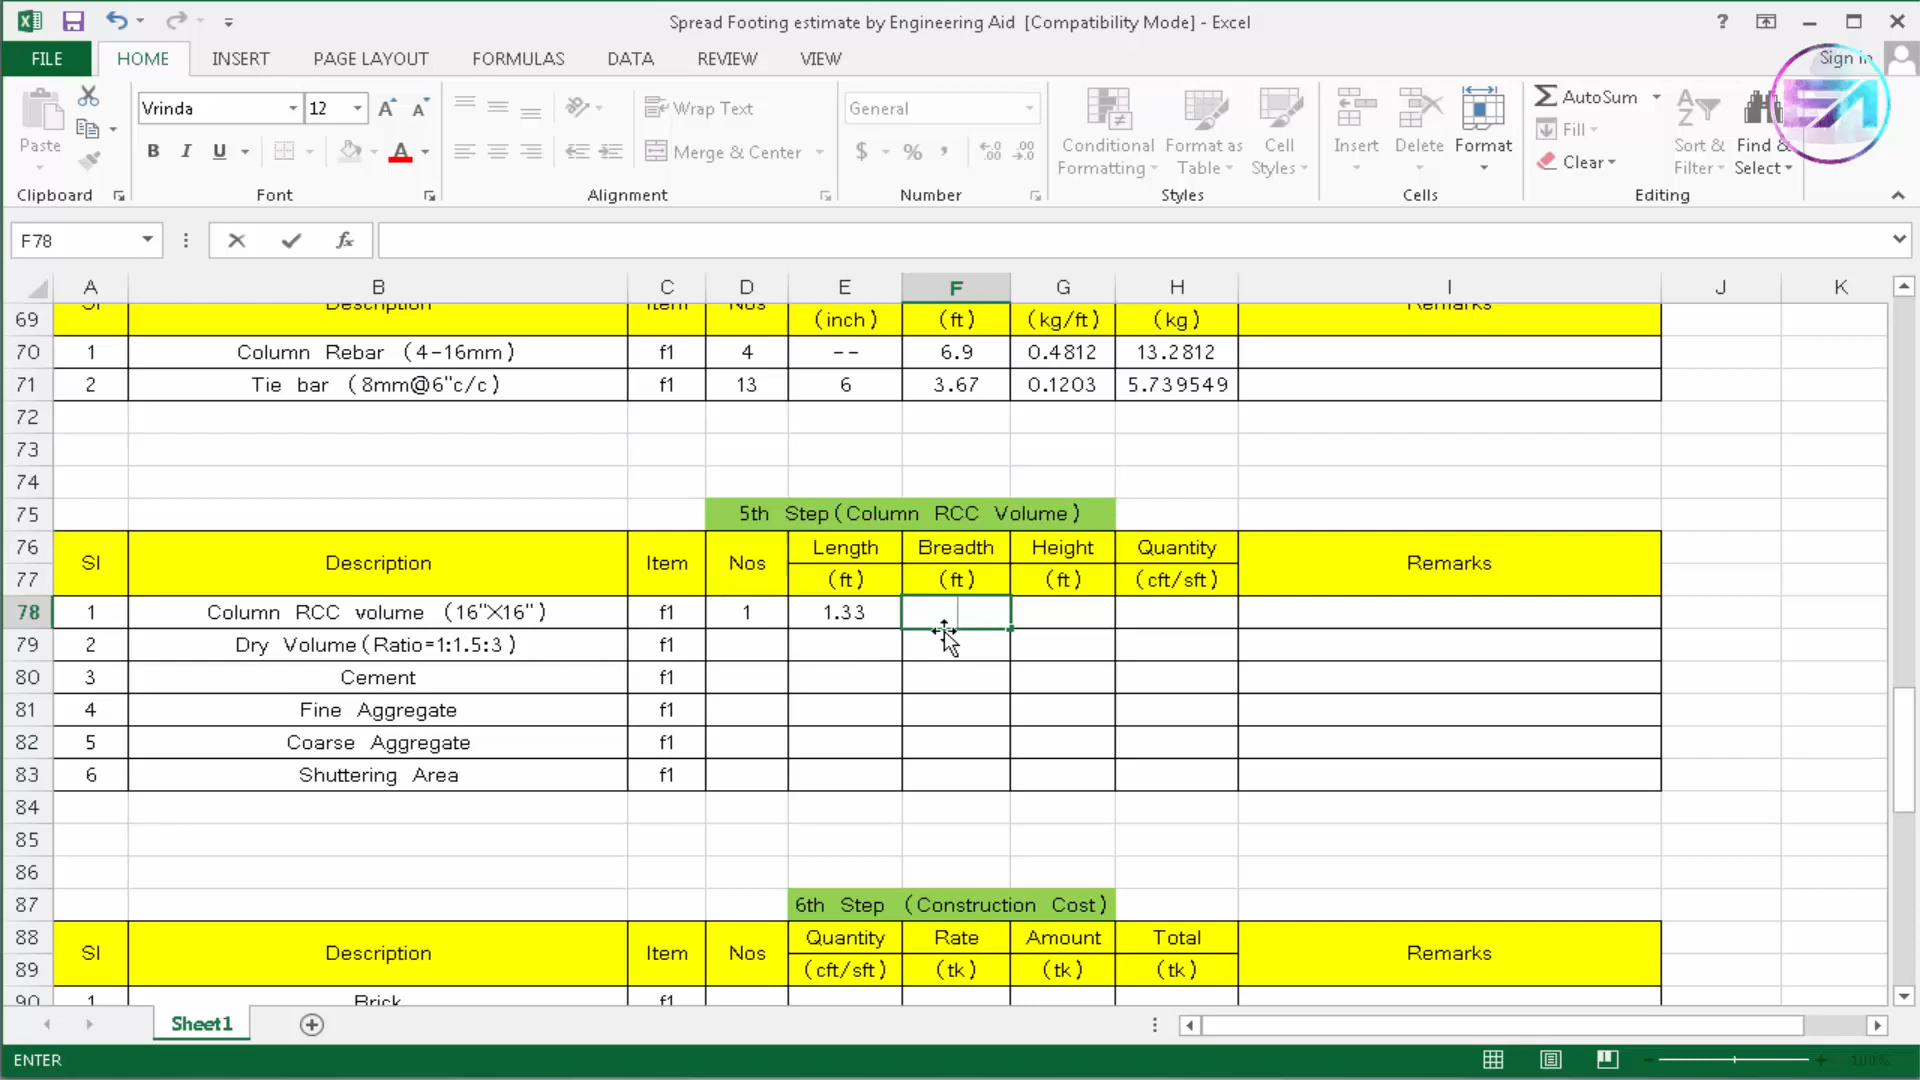 Spread Footing estimate by Engineering Aid [Compatibility Mode] - Excel
FILE HOME INSERT PAGE LAYOUT FORMULAS DATA REVIEW VIEW Sign in
Vrinda 12 Wrap Text General AutoSum
Paste Merge & Center Conditional Formatting Format as Table Cell Styles Insert Delete Format Fill Clear Sort & Filter Find & Select
Clipboard Font Alignment Number Styles Cells Editing
F78
A B C D E F G H I J K
Sl Description Item Nos Remarks
69 (inch) (ft) (kg/ft) (kg)
70 1 Column Rebar (4-16mm) f1 4 -- 6.9 0.4812 13.2812
71 2 Tie bar (8mm@6"c/c) f1 13 6 3.67 0.1203 5.739549
72
73
74
75 5th Step(Column RCC Volume)
76 Sl Description Item Nos Length Breadth Height Quantity Remarks
77 (ft) (ft) (ft) (cft/sft)
78 1 Column RCC volume (16"X16") f1 1 1.33
79 2 Dry Volume(Ratio=1:1.5:3) f1
80 3 Cement f1
81 4 Fine Aggregate f1
82 5 Coarse Aggregate f1
83 6 Shuttering Area f1
84
85
86
87 6th Step (Construction Cost)
88 Sl Description Item Nos Quantity Rate Amount Total Remarks
89 (cft/sft) (tk) (tk) (tk)
90 1 Brick f1
Sheet1
ENTER 100%